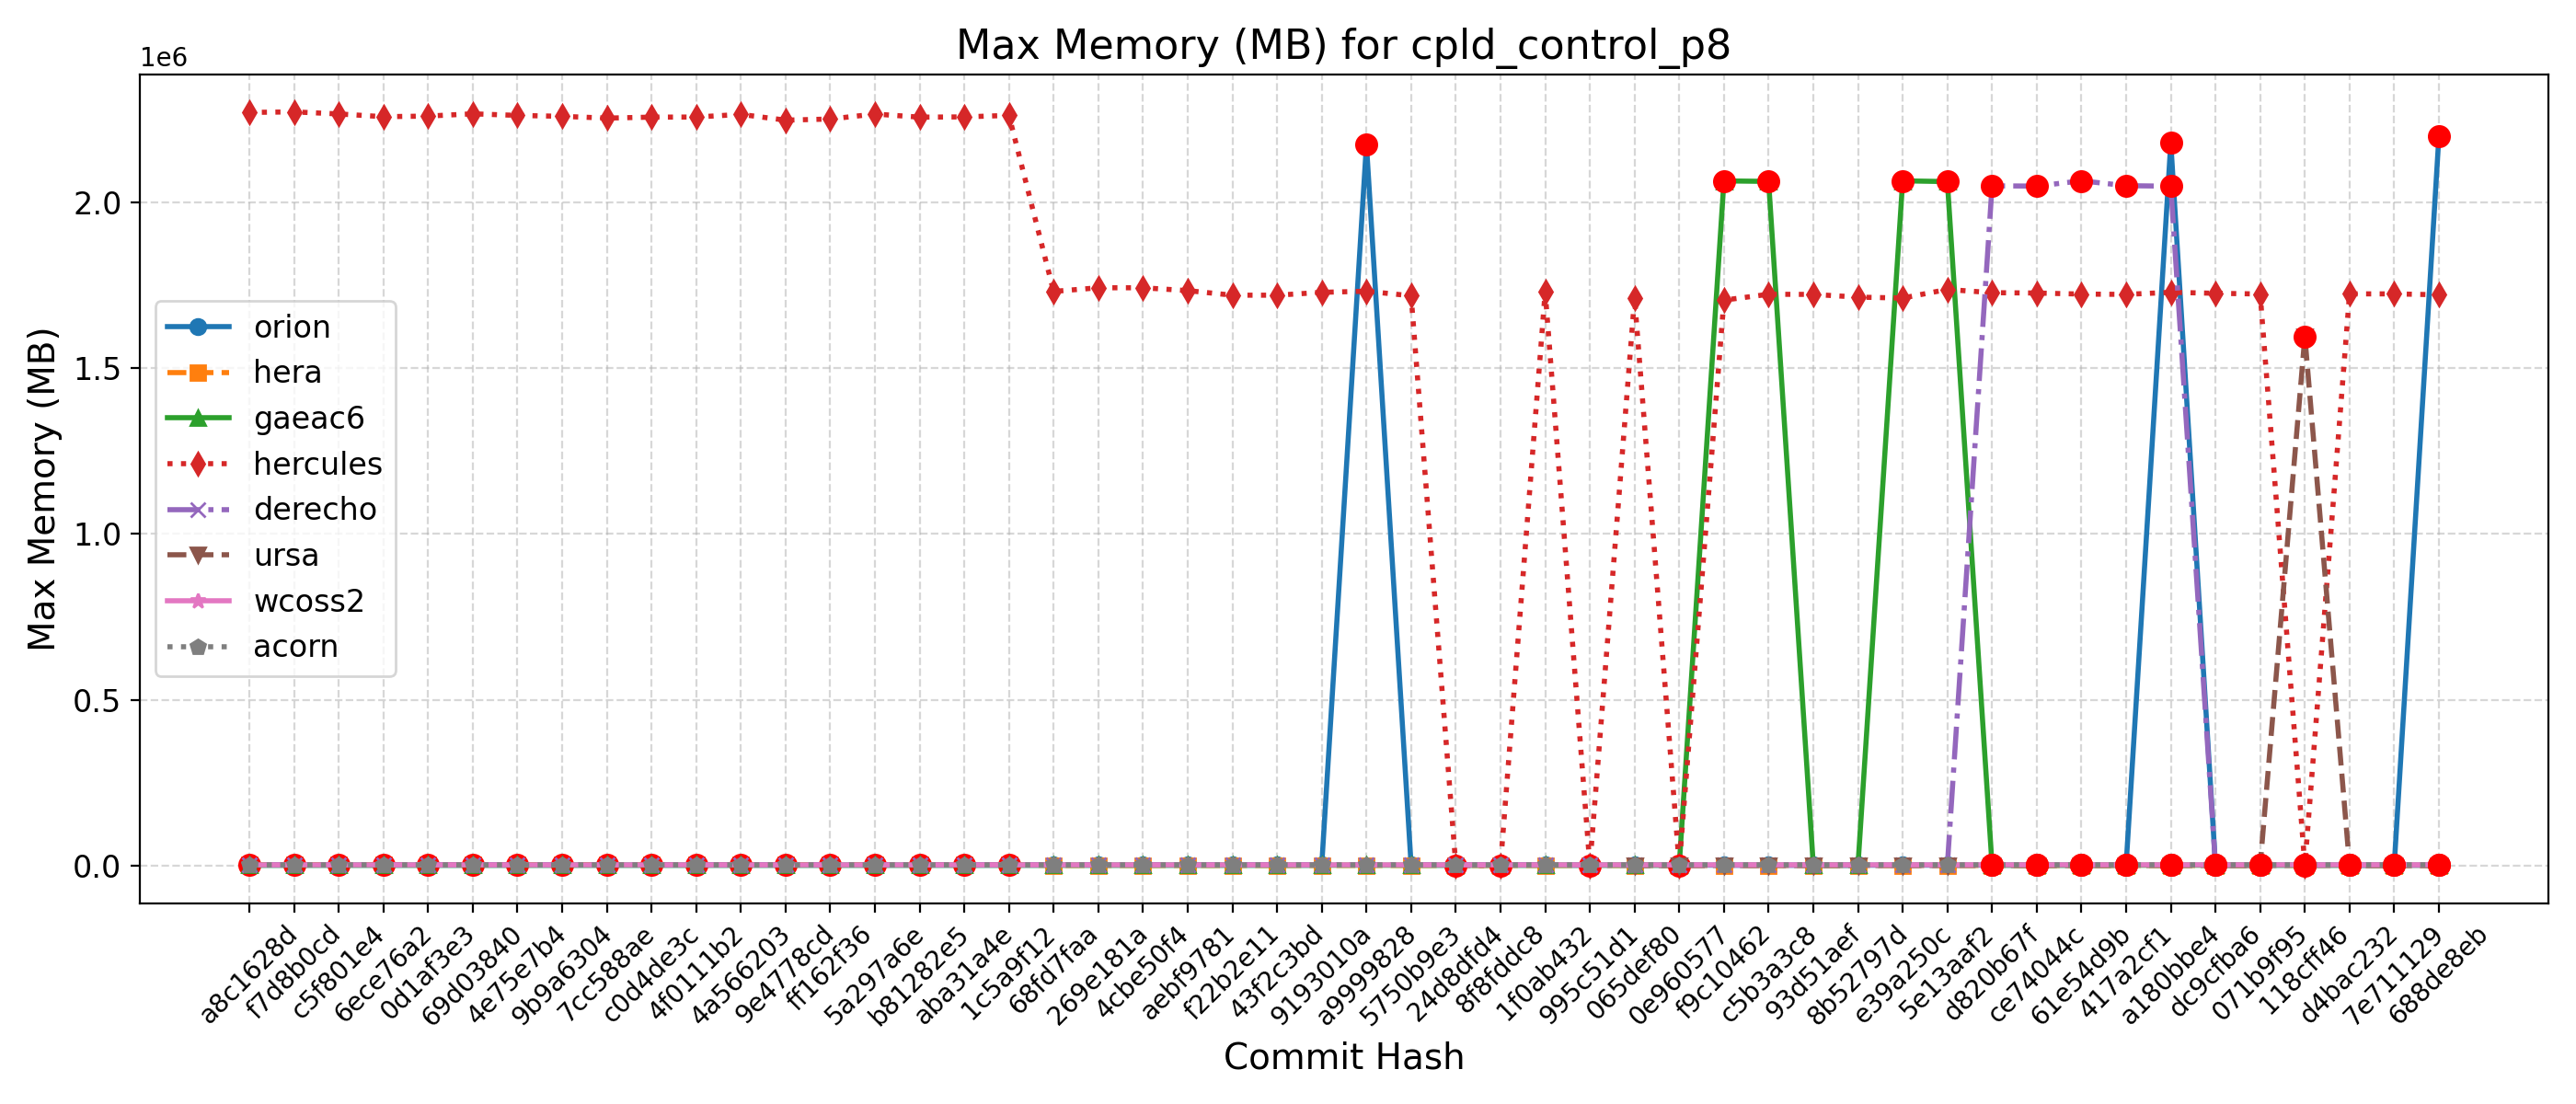 Max Memory (MB) for cpld_control_p8
1e6
2.0
1.5
1.0
0.5
0.0
Max Memory (MB)
orion
hera
gaeac6
hercules
derecho
ursa
wcoss2
acorn
a8c1628d
f7d8b0cd
c5f801e4
6ece76a2
0d1af3e3
69d03840
4e75e7b4
9b9a6304
7cc588ae
c0d4de3c
4f0111b2
4a566203
9e4778cd
ff162f36
5a297a6e
b81282e5
aba31a4e
1c5a9f12
68fd7faa
269e181a
4cbe50f4
aebf9781
f22b2e11
43f2c3bd
9193010a
a9999828
5750b9e3
24d8dfd4
8f8fddc8
1f0ab432
995c51d1
065def80
0e960577
f9c10462
c5b3a3c8
93d51aef
8b52797d
e39a250c
5e13aaf2
d820b67f
ce74044c
61e54d9b
417a2cf1
a180bbe4
dc9cfba6
071b9f95
118cff46
d4bac232
7e711129
688de8eb
Commit Hash